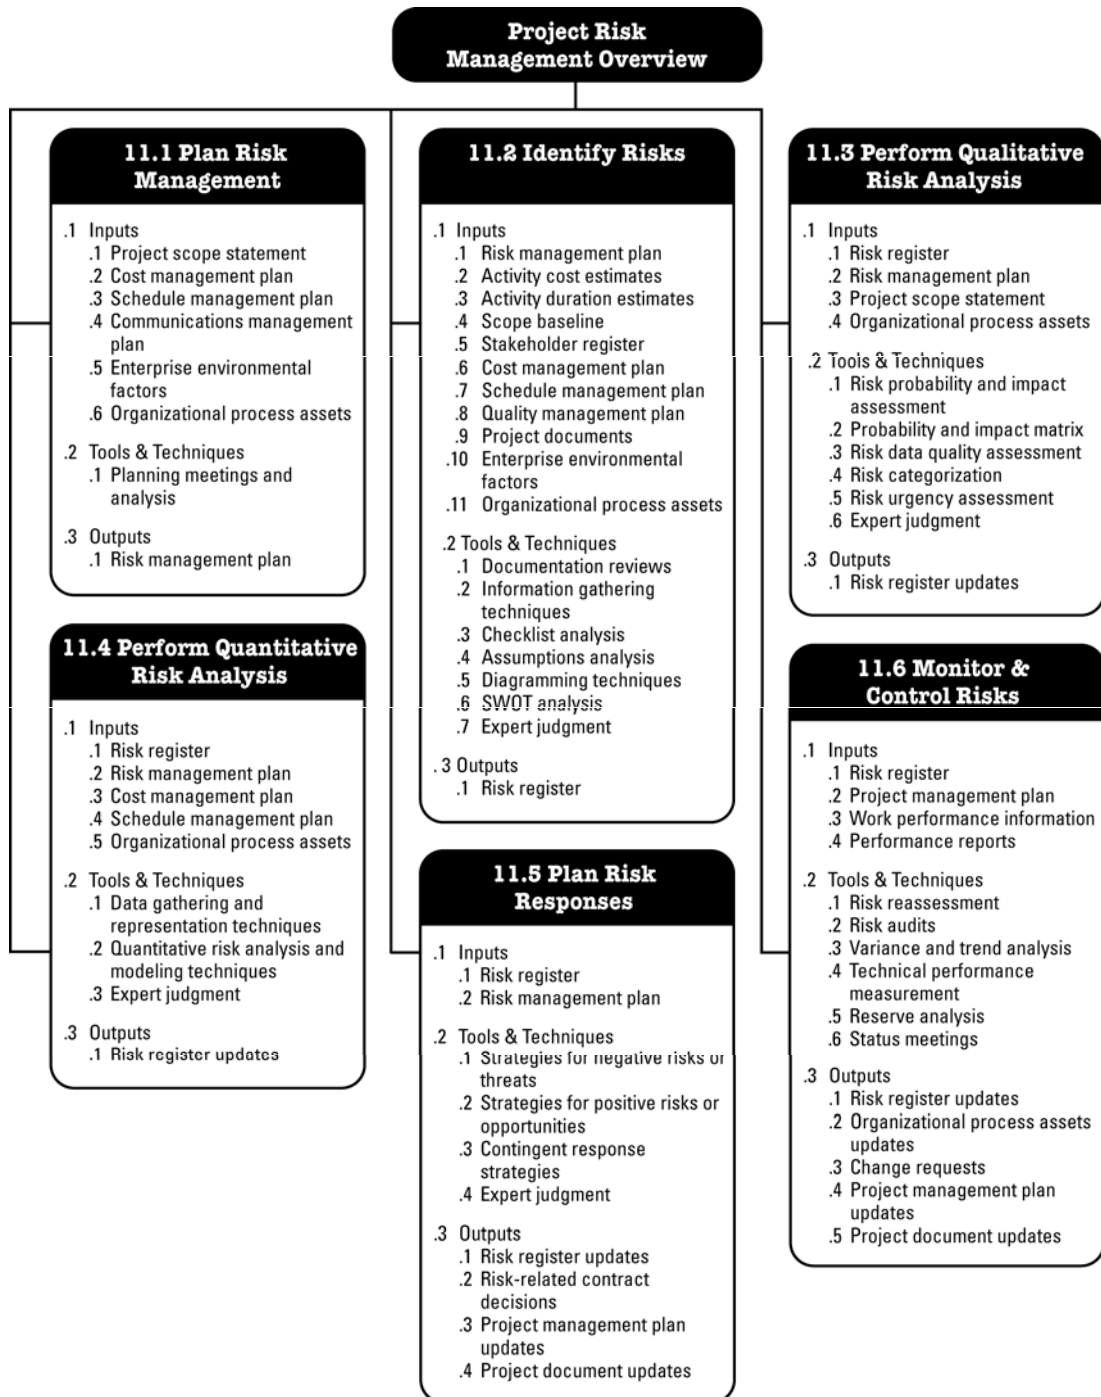 Project Risk
Management Overview
11.1 Plan Risk
Management
.1 Inputs
.1 Project scope statement
.2 Cost management plan
.3 Schedule management plan
.4 Communications management
plan
.5 Enterprise environmental
factors
.6 Organizational process assets
.2 Tools & Techniques
.1 Planning meetings and
analysis
.3 Outputs
.1 Risk management plan
11.2 Identify Risks
.1 Inputs
.1 Risk management plan
.2 Activity cost estimates
.3 Activity duration estimates
.4 Scope baseline
.5 Stakeholder register
.6 Cost management plan
.7 Schedule management plan
.8 Quality management plan
.9 Project documents
.10 Enterprise environmental
factors
.11 Organizational process assets
.2 Tools & Techniques
.1 Documentation reviews
.2 Information gathering
techniques
.3 Checklist analysis
.4 Assumptions analysis
.5 Diagramming techniques
.6 SWOT analysis
.7 Expert judgment
. 3 Outputs
.1 Risk register
11.3 Perform Qualitative
Risk Analysis
.1 Inputs
.1 Risk register
.2 Risk management plan
.3 Project scope statement
.4 Organizational process assets
.2 Tools & Techniques
.1 Risk probability and impact
assessment
.2 Probability and impact matrix
.3 Risk data quality assessment
.4 Risk categorization
.5 Risk urgency assessment
.6 Expert judgment
.3 Outputs
.1 Risk register updates
11.4 Perform Quantitative
Risk Analysis
.1 Inputs
.1 Risk register
.2 Risk management plan
.3 Cost management plan
.4 Schedule management plan
.5 Organizational process assets
.2 Tools & Techniques
.1 Data gathering and
representation techniques
.2 Quantitative risk analysis and
modeling techniques
.3 Expert judgment
.3 Outputs
.1 Risk register updates
11.5 Plan Risk
Responses
.1 Inputs
.1 Risk register
.2 Risk management plan
.2 Tools & Techniques
.1 Strategies for negative risks or
threats
.2 Strategies for positive risks or
opportunities
.3 Contingent response
strategies
.4 Expert judgment
.3 Outputs
.1 Risk register updates
.2 Risk-related contract
decisions
.3 Project management plan
updates
.4 Project document updates
11.6 Monitor &
Control Risks
.1 Inputs
.1 Risk register
.2 Project management plan
.3 Work performance information
.4 Performance reports
.2 Tools & Techniques
.1 Risk reassessment
.2 Risk audits
.3 Variance and trend analysis
.4 Technical performance
measurement
.5 Reserve analysis
.6 Status meetings
.3 Outputs
.1 Risk register updates
.2 Organizational process assets
updates
.3 Change requests
.4 Project management plan
updates
.5 Project document updates